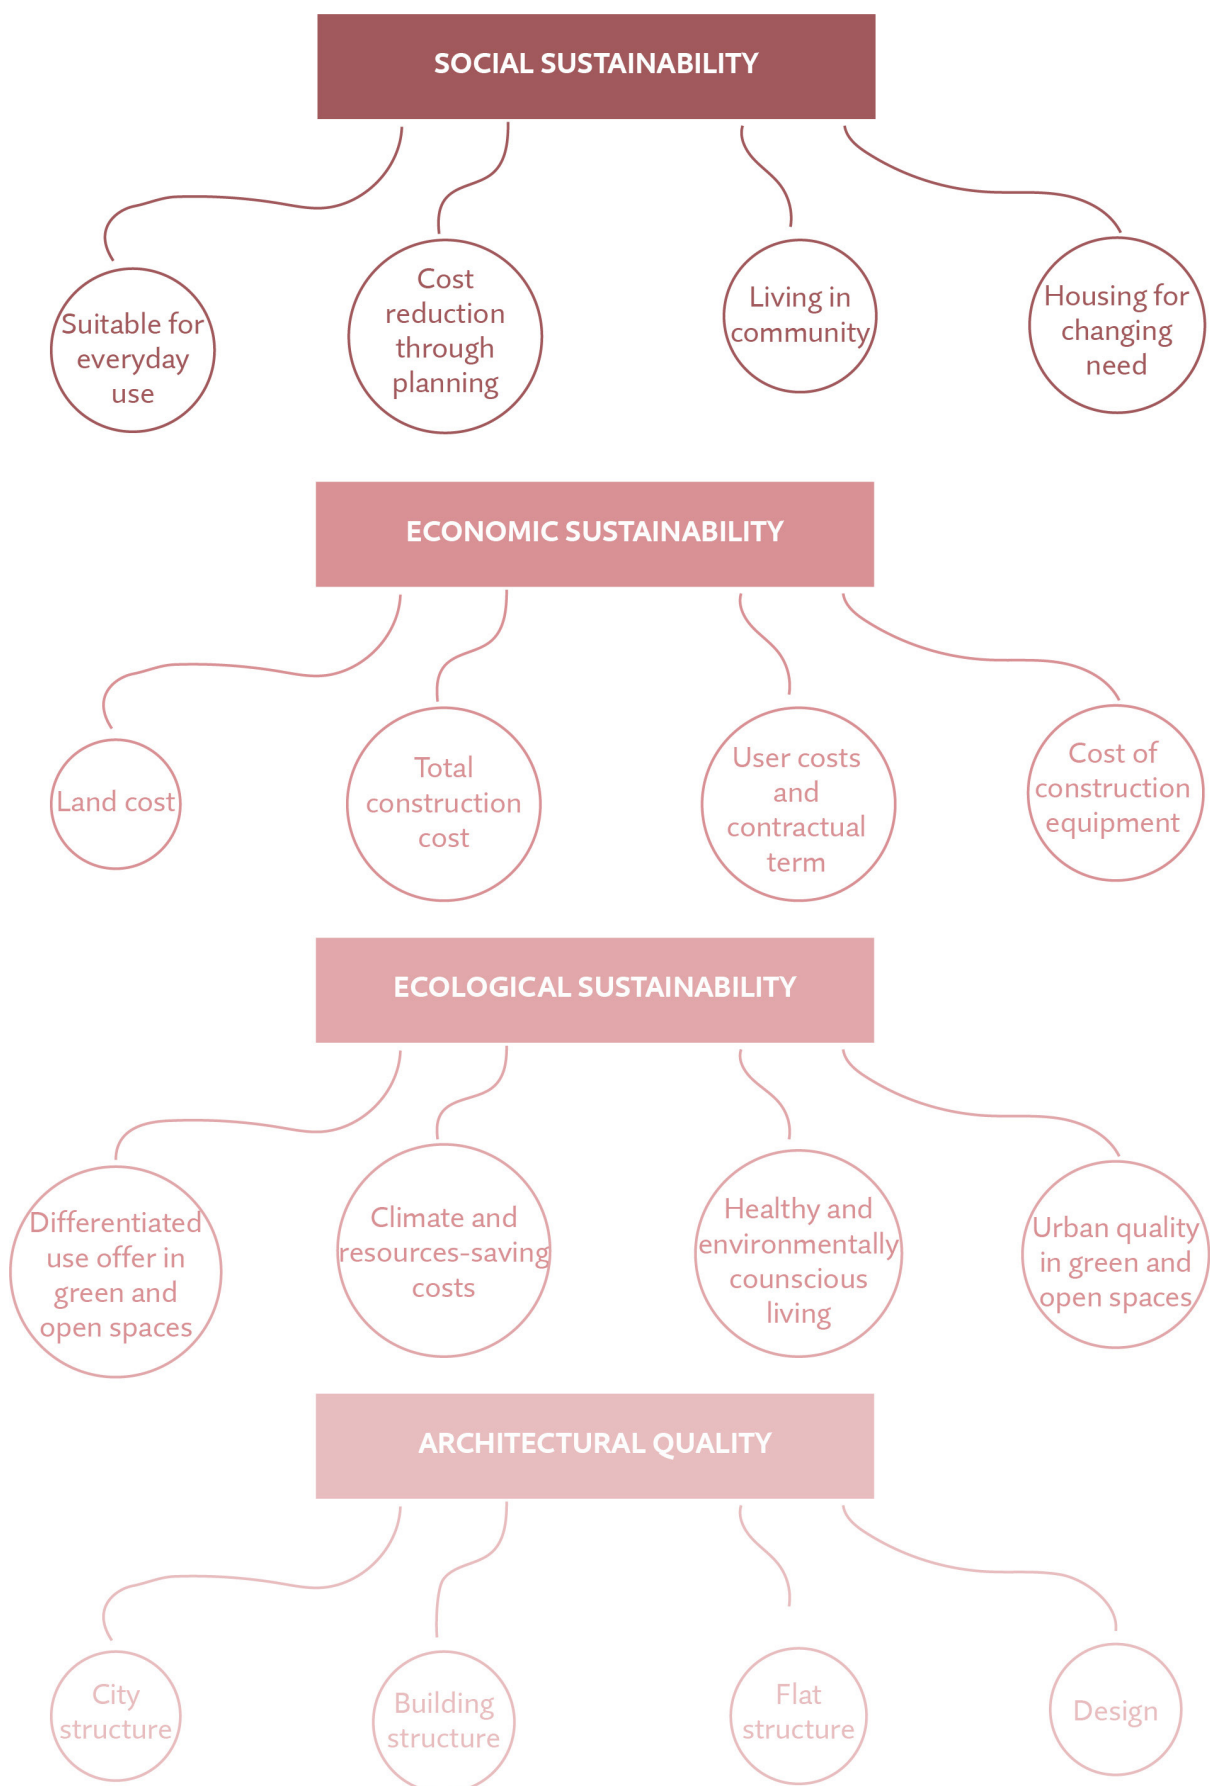 SOCIAL SUSTAINABILITY
Suitable for
everyday
use
Cost
reduction
through
planning
Living in
community
Housing for
changing
need
ECONOMIC SUSTAINABILITY
Land cost
Total
construction
cost
User costs
and
contractual
term
Cost of
construction
equipment
ECOLOGICAL SUSTAINABILITY
Differentiated
use offer in
green and
open spaces
Climate and
resources-saving
costs
Healthy and
environmentally
counscious
living
Urban quality
in green and
open spaces
ARCHITECTURAL QUALITY
City
structure
Building
structure
Flat
structure
Design